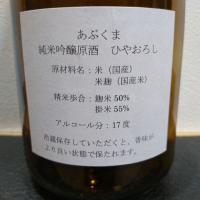 あぶくま
純米吟醸原酒　ひやおろし
原材料名：米（国産）
米麹（国産米）
精米歩合：麹米 50%
掛米 55%
アルコール分：17 度
冷蔵保存していただくと、香味が
より良い状態で保たれます。